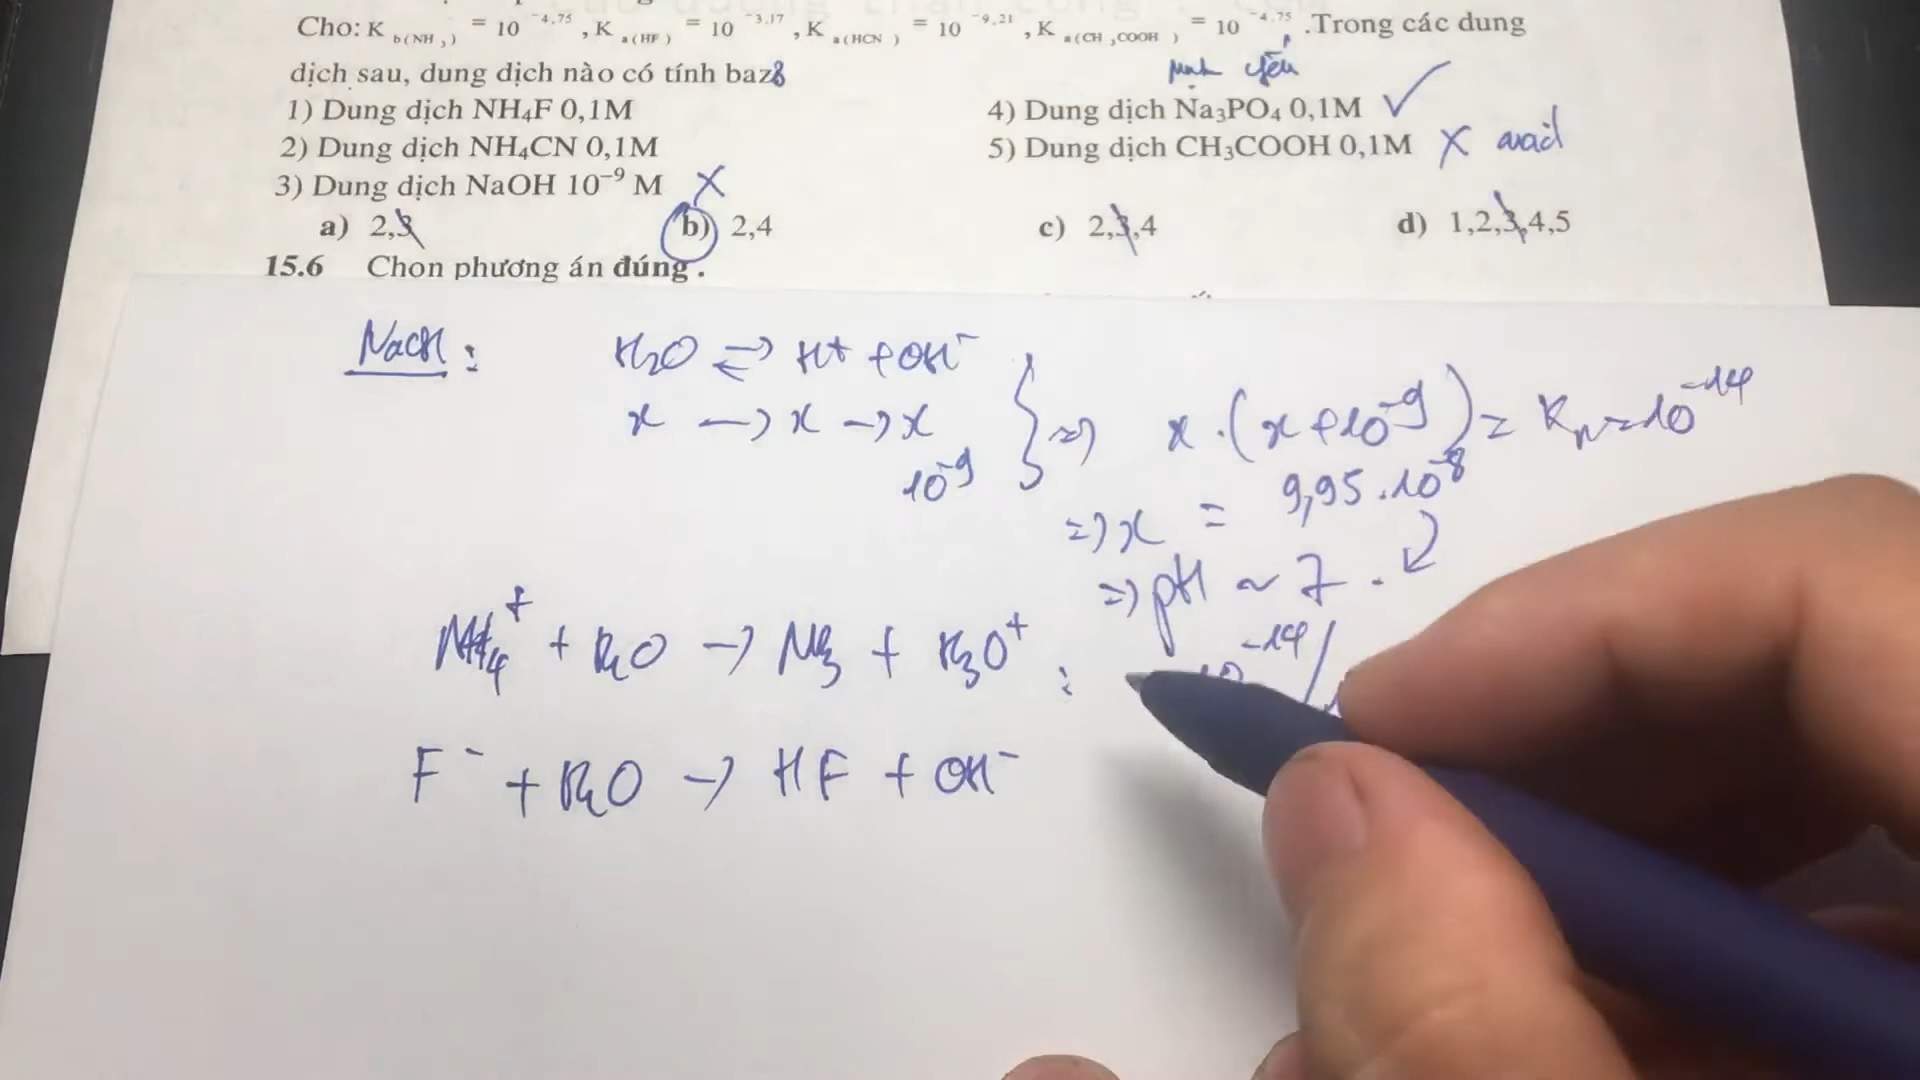 Cho: K b(NH3) = 10 ^-4,75 , K a(HF) = 10 ^-3,17 , K a(HCN) = 10 ^-9,21 , K a(CH3COOH) = 10 ^-4,75 .Trong các dung
dịch sau, dung dịch nào có tính baz
yếu
1) Dung dịch NH₄F 0,1M
4) Dung dịch Na₃PO₄ 0,1M ✓
2) Dung dịch NH₄CN 0,1M
5) Dung dịch CH₃COOH 0,1M X
3) Dung dịch NaOH 10⁻⁹ M X
a) 2,3 b) 2,4 c) 2,3,4 d) 1,2,3,4,5
15.6 Chọn phương án đúng .
NaOH :
H₂O ⇌ H⁺ + OH⁻
x → x → x
10⁻⁹
} => x . (x + 10⁻⁹) = Kn = 10⁻¹⁴
=> x = 9,95 . 10⁻⁸
=> pH ~ 7 .
NH₄⁺ + H₂O → NH₃ + H₃O⁺ : 10⁻¹⁴/
F⁻ + H₂O → HF + OH⁻